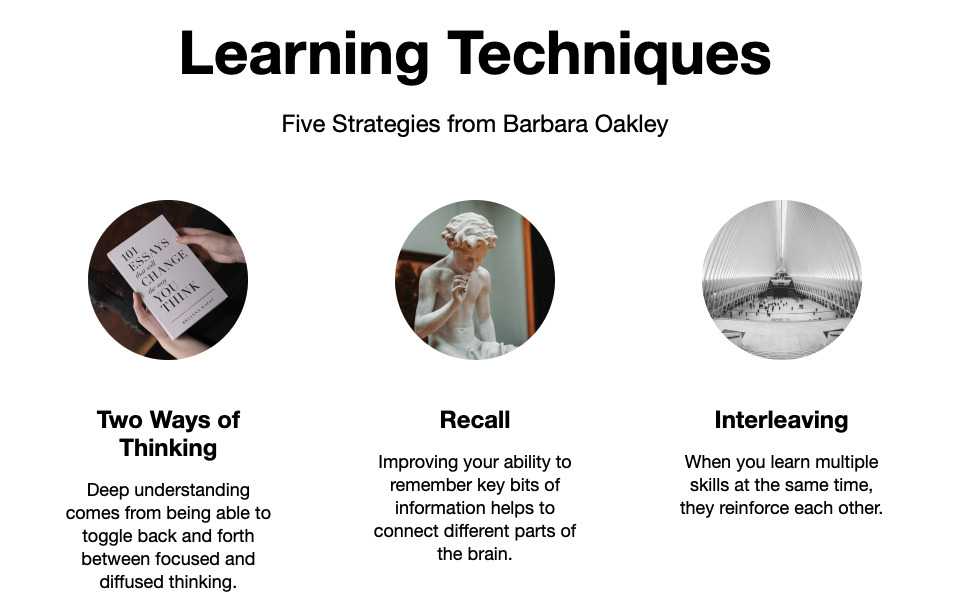 Learning Techniques
Five Strategies from Barbara Oakley
101
ESSAYS
that will
CHANGE
the way
YOU
THINK
BRIANNA WIEST
Two Ways of
Thinking
Deep understanding
comes from being able to
toggle back and forth
between focused and
diffused thinking.
Recall
Improving your ability to
remember key bits of
information helps to
connect different parts of
the brain.
Interleaving
When you learn multiple
skills at the same time,
they reinforce each other.